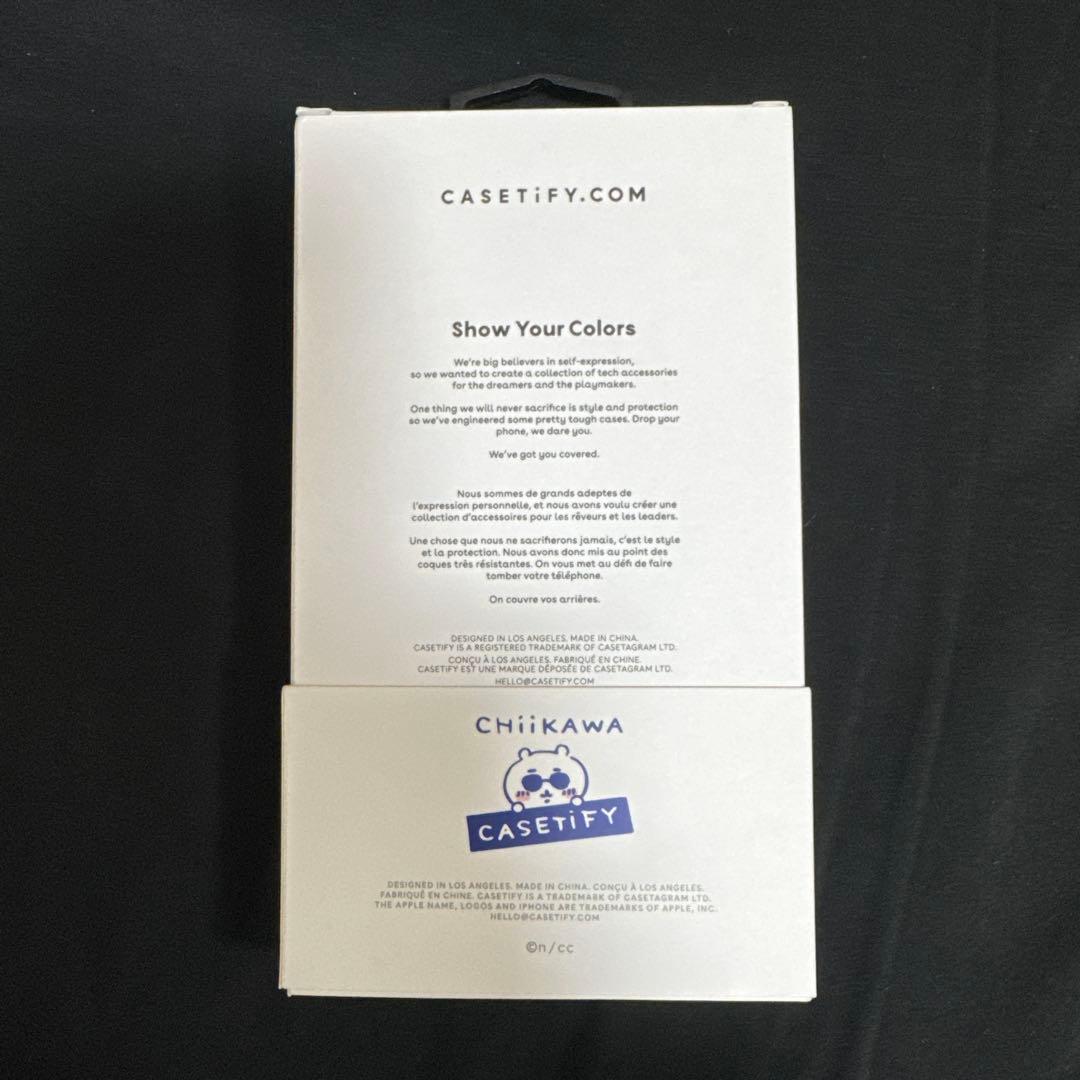 CASETiFY.COM
Show Your Colors
We're big believers in self-expression,
so we wanted to create a collection of tech accessories
for the dreamers and the playmakers.
One thing we will never sacrifice is style and protection
so we've engineered some pretty tough cases. Drop your
phone, we dare you.
We've got you covered.
Nous sommes de grands adeptes de
l'expression personnelle, et nous avons voulu créer une
collection d'accessoires pour les rêveurs et les leaders.
Une chose que nous ne sacrifierons jamais, c'est le style
et la protection. Nous avons donc mis au point des
coques très résistantes. On vous met au défi de faire
tomber votre téléphone.
On couvre vos arrières.
DESIGNED IN LOS ANGELES. MADE IN CHINA.
CASETiFY IS A REGISTERED TRADEMARK OF CASETAGRAM LTD.
CONÇU À LOS ANGELES. FABRIQUÉ EN CHINE.
CASETiFY EST UNE MARQUE DÉPOSÉE DE CASETAGRAM LTD.
HELLO@CASETIFY.COM
CHiiKAWA
CASETiFY
DESIGNED IN LOS ANGELES. MADE IN CHINA. CONÇU À LOS ANGELES.
FABRIQUÉ EN CHINE. CASETIFY IS A TRADEMARK OF CASETAGRAM LTD.
THE APPLE NAME, LOGOS AND IPHONE ARE TRADEMARKS OF APPLE, INC.
HELLO@CASETIFY.COM
©n/cc